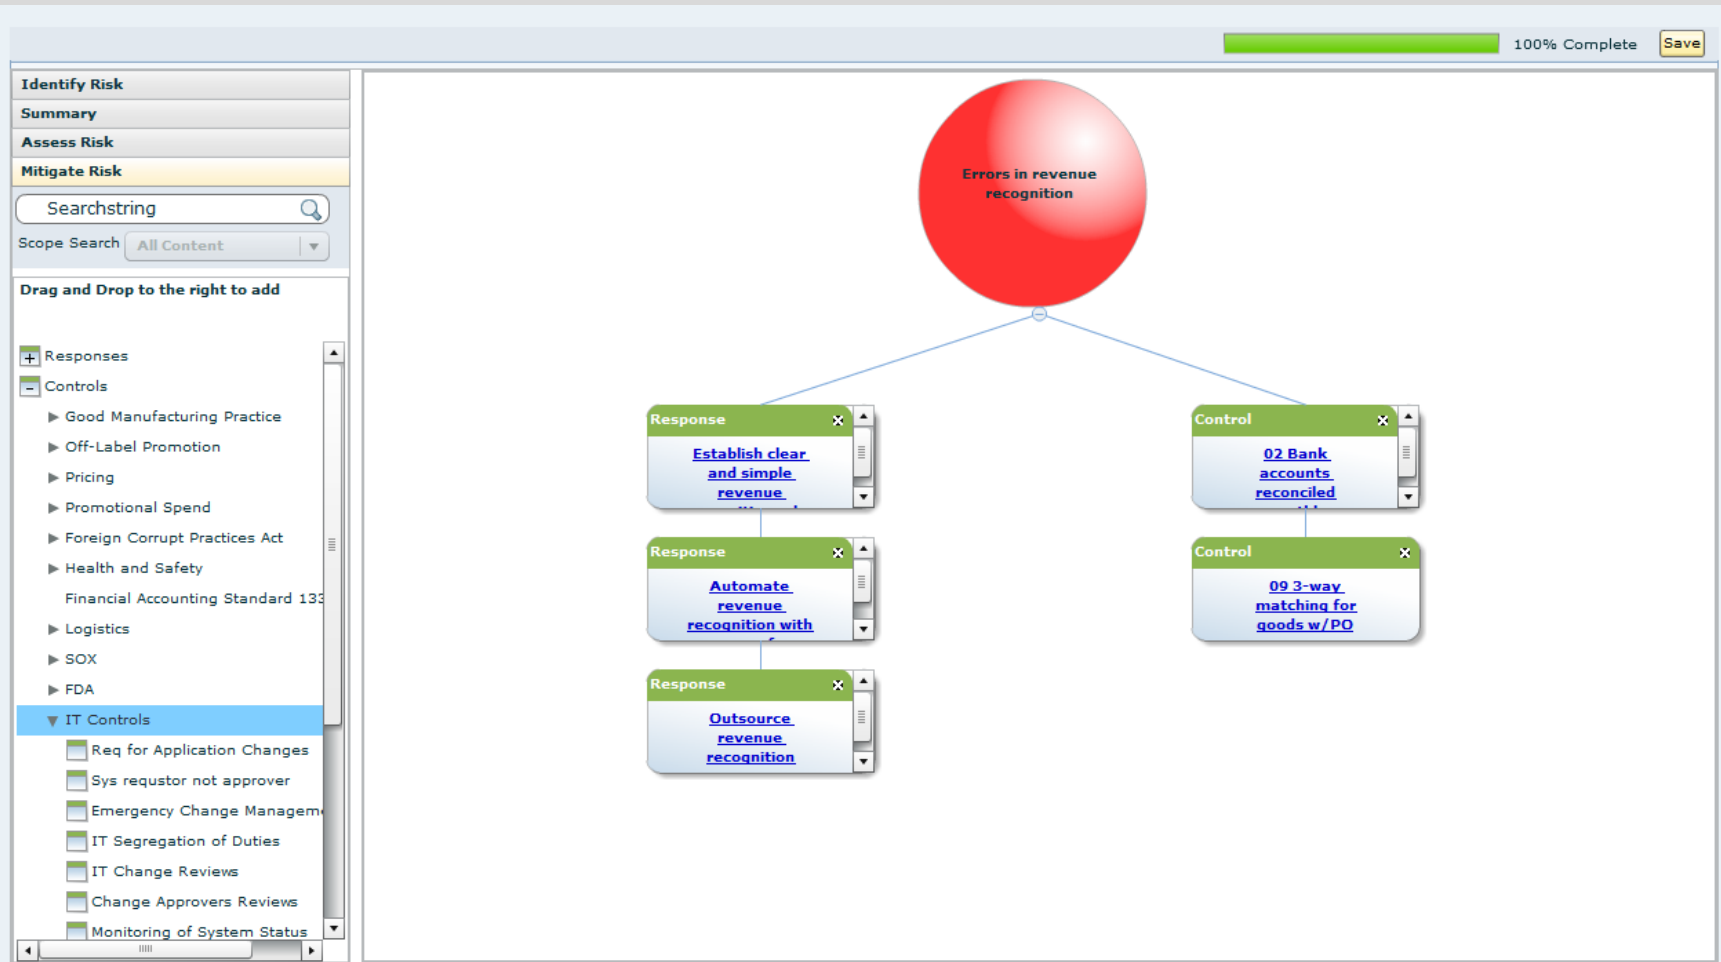 100% Complete
Save
Identify Risk
Summary
Assess Risk
Mitigate Risk
Searchstring
Scope Search
All Content
Drag and Drop to the right to add
Responses
Controls
Good Manufacturing Practice
Off-Label Promotion
Pricing
Promotional Spend
Foreign Corrupt Practices Act
Health and Safety
Financial Accounting Standard 133
Logistics
SOX
FDA
IT Controls
Req for Application Changes
Sys requstor not approver
Emergency Change Managem
IT Segregation of Duties
IT Change Reviews
Change Approvers Reviews
Monitoring of System Status
Errors in revenue
recognition
Response
Establish clear
and simple
revenue
Response
Automate
revenue
recognition with
Response
Outsource
revenue
recognition
Control
02 Bank
accounts
reconciled
Control
09 3-way
matching for
goods w/PO